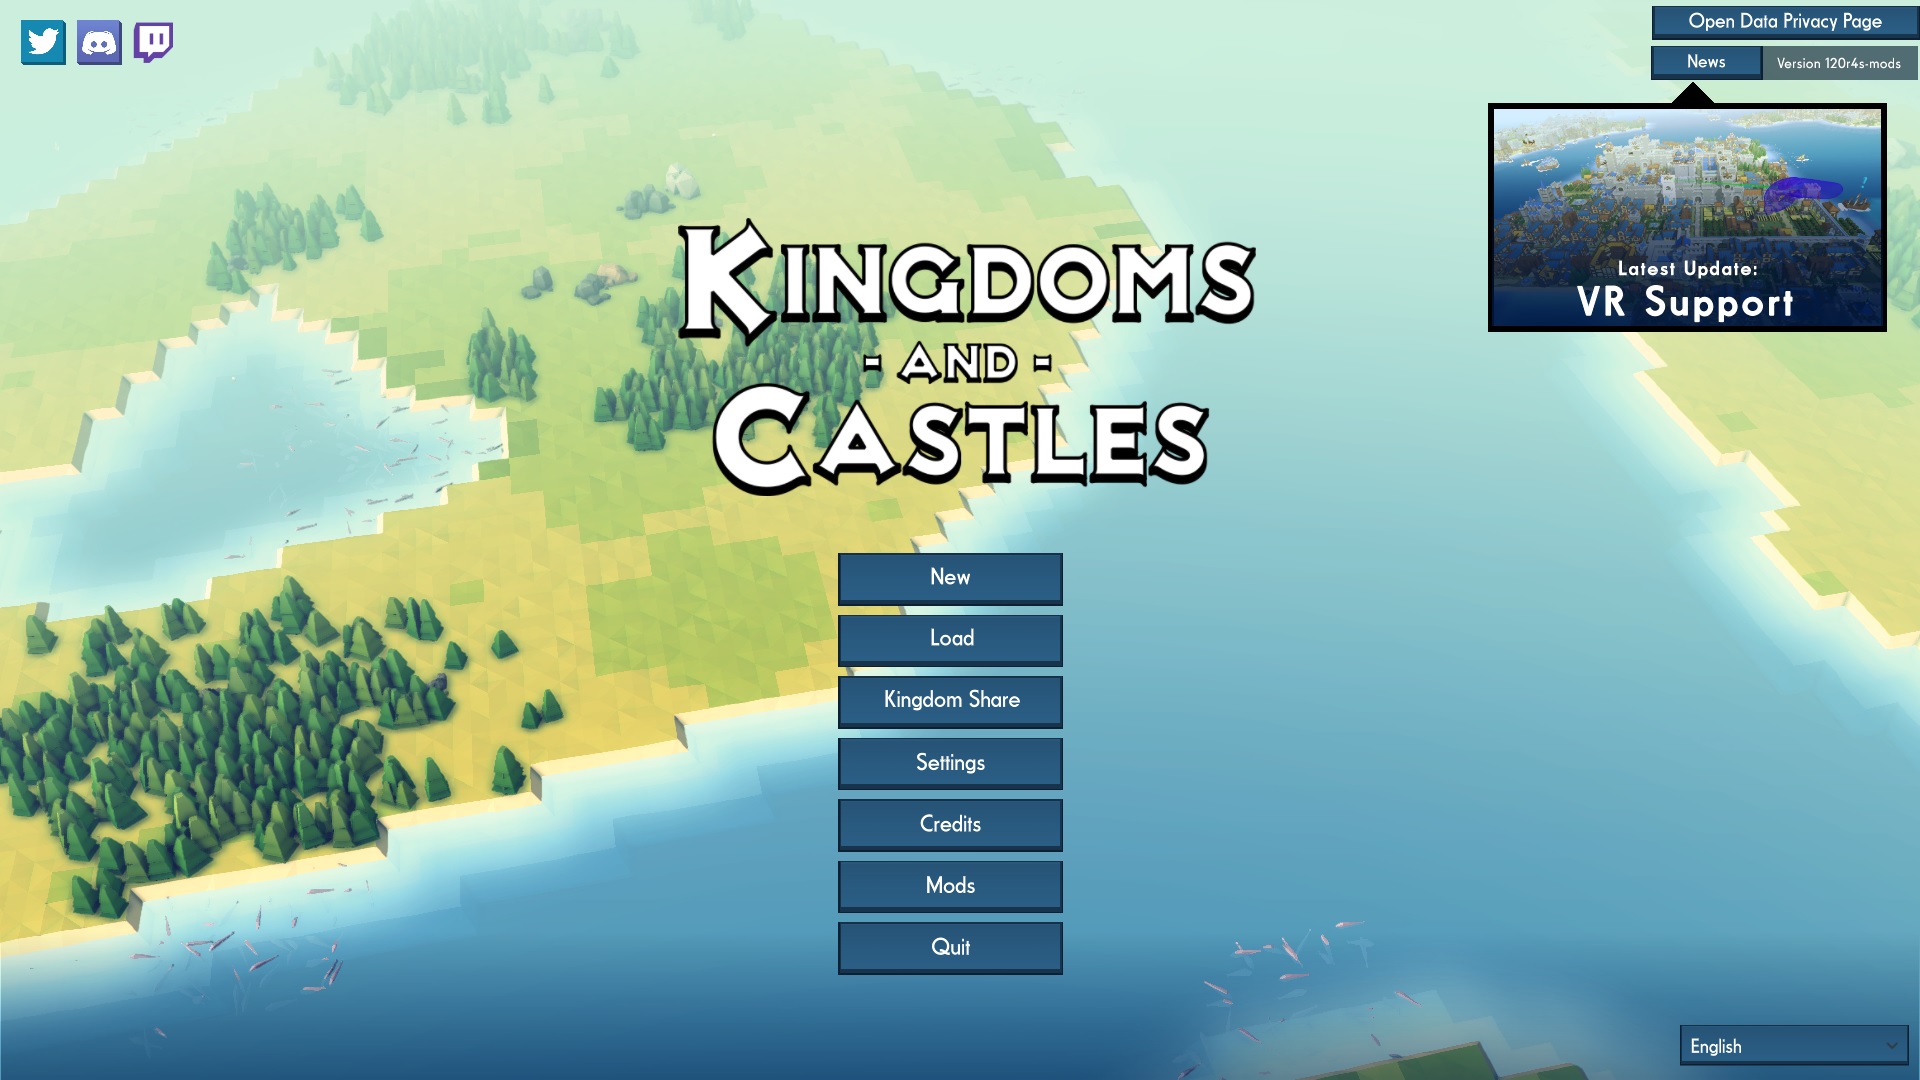 Open Data Privacy Page
News
Version 120r4s-mods
Latest Update:
VR Support
KINGDOMS
- AND -
CASTLES
New
Load
Kingdom Share
Settings
Credits
Mods
Quit
English